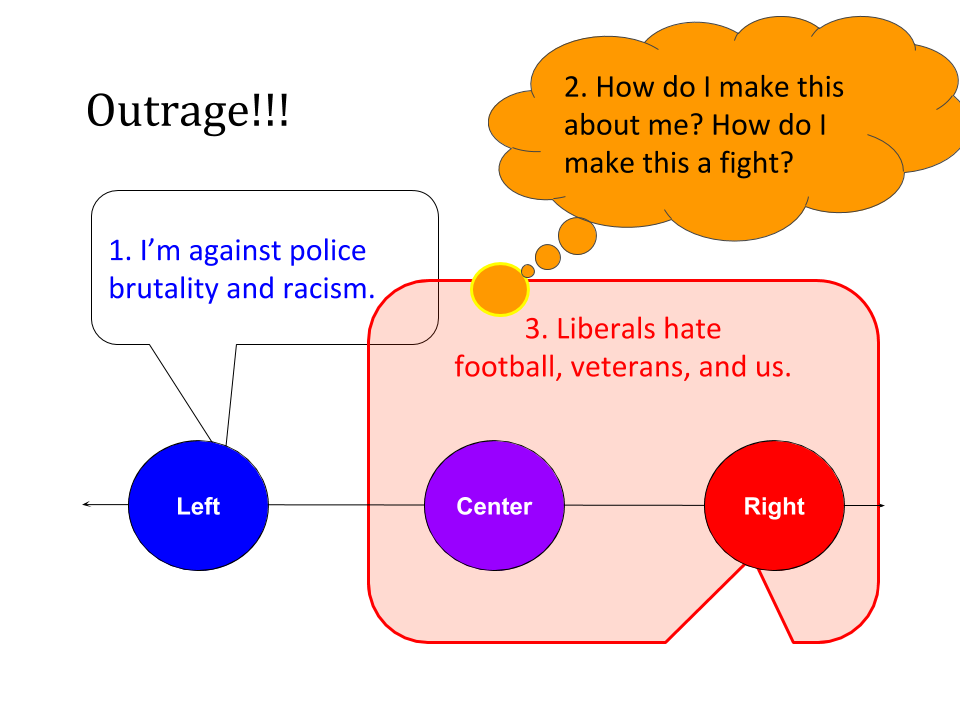 Outrage!!!
1. I’m against police
brutality and racism.
2. How do I make this
about me? How do I
make this a fight?
3. Liberals hate
football, veterans, and us.
Left
Center
Right